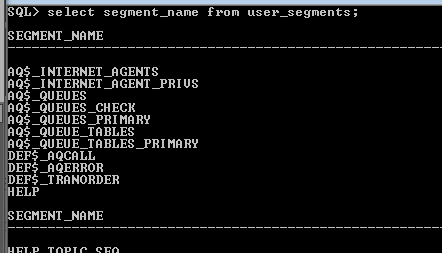 SQL> select segment_name from user_segments;
SEGMENT_NAME
--------------------------------------------------------------------------------
AQ$_INTERNET_AGENTS
AQ$_INTERNET_AGENT_PRIVS
AQ$_QUEUES
AQ$_QUEUES_CHECK
AQ$_QUEUES_PRIMARY
AQ$_QUEUE_TABLES
AQ$_QUEUE_TABLES_PRIMARY
DEF$_AQCALL
DEF$_AQERROR
DEF$_TRANORDER
HELP
SEGMENT_NAME
--------------------------------------------------------------------------------
HELP_TOPIC_SEQ